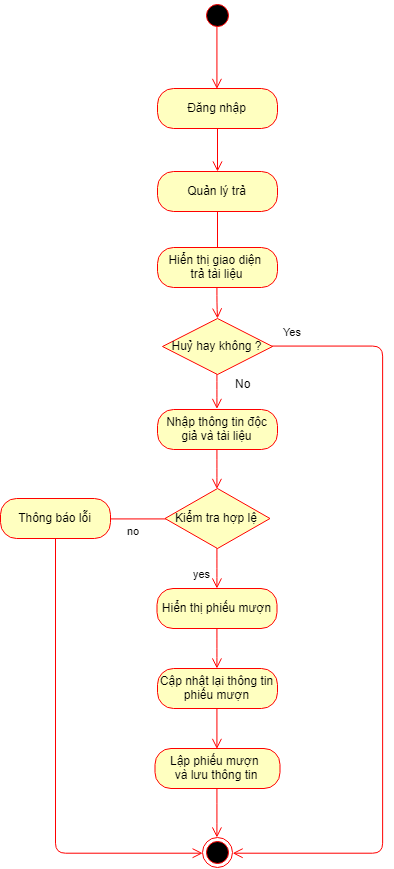 Đăng nhập
Quản lý trả
Hiển thị giao diện
trả tài liệu
Huỷ hay không ?
Yes
No
Nhập thông tin độc
giả và tài liệu
Kiểm tra hợp lệ
Thông báo lỗi
no
yes
Hiển thị phiếu mượn
Cập nhật lại thông tin
phiếu mượn
Lập phiếu mượn
và lưu thông tin